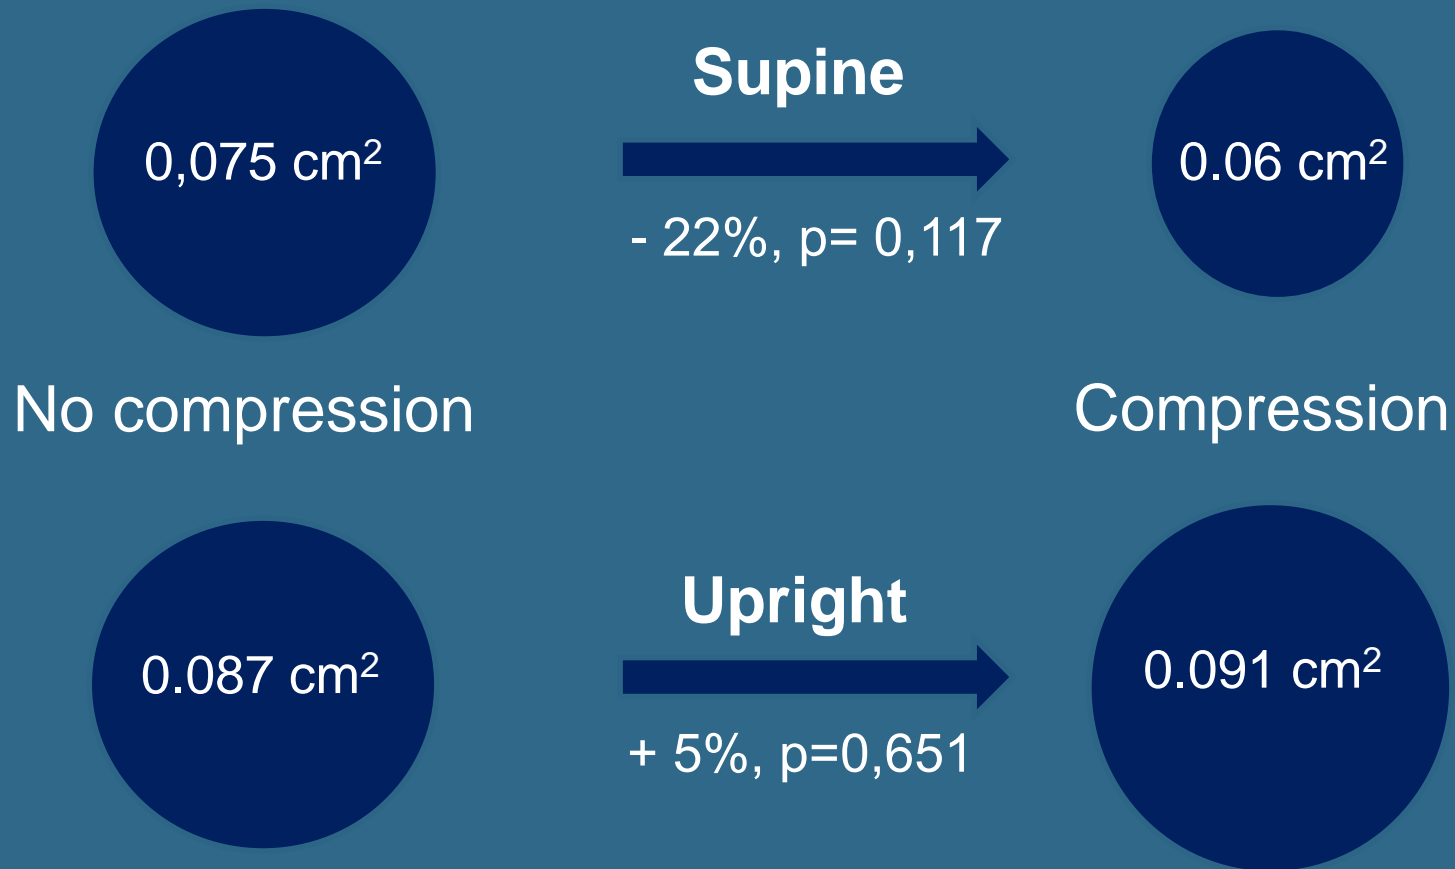 Supine
0,075 cm²
0.06 cm²
- 22%, p= 0,117
No compression
Compression
Upright
0.087 cm²
0.091 cm²
+ 5%, p=0,651